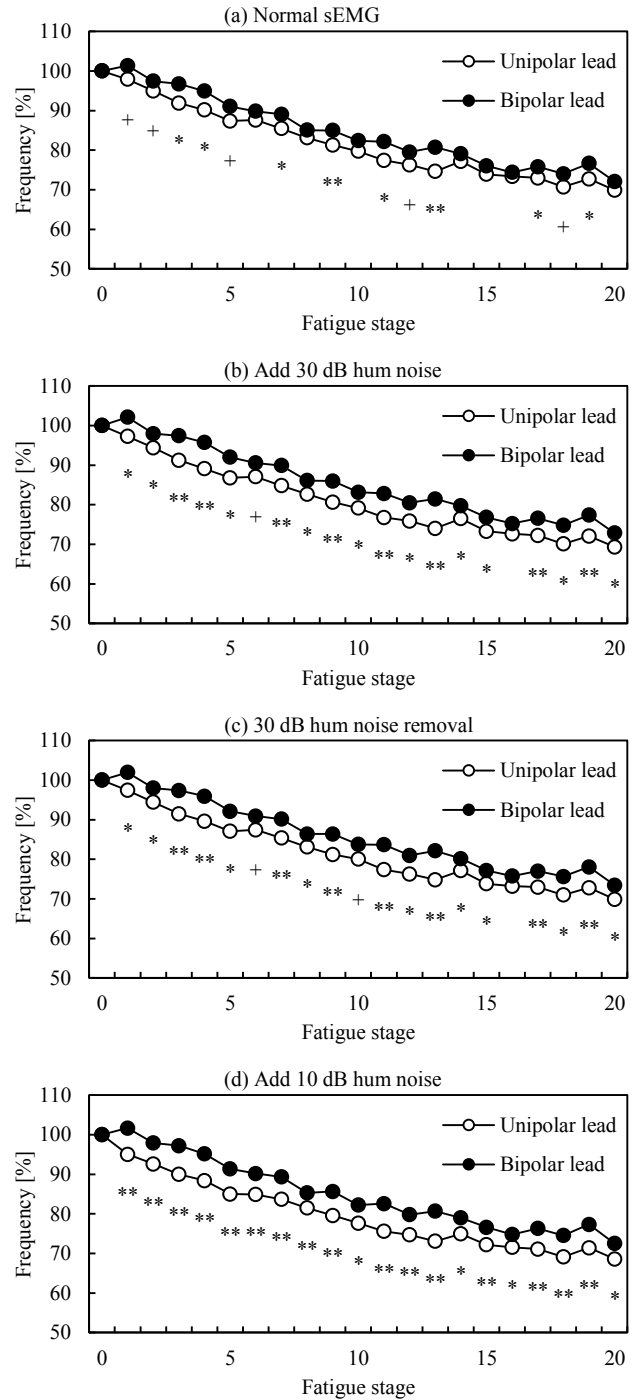 (a) Normal sEMG
Frequency [%]
110
100
90
80
70
60
50
Unipolar lead
Bipolar lead
+ + * * + * ** * + ** * + *
0 5 10 15 20
Fatigue stage
(b) Add 30 dB hum noise
Frequency [%]
110
100
90
80
70
60
50
Unipolar lead
Bipolar lead
* * ** ** * + ** * ** * ** * ** * * ** * ** *
0 5 10 15 20
Fatigue stage
(c) 30 dB hum noise removal
Frequency [%]
110
100
90
80
70
60
50
Unipolar lead
Bipolar lead
* * ** ** * + ** * ** + ** * ** * * ** * ** *
0 5 10 15 20
Fatigue stage
(d) Add 10 dB hum noise
Frequency [%]
110
100
90
80
70
60
50
Unipolar lead
Bipolar lead
** ** ** ** ** ** ** ** ** * ** ** ** * ** * ** ** ** *
0 5 10 15 20
Fatigue stage